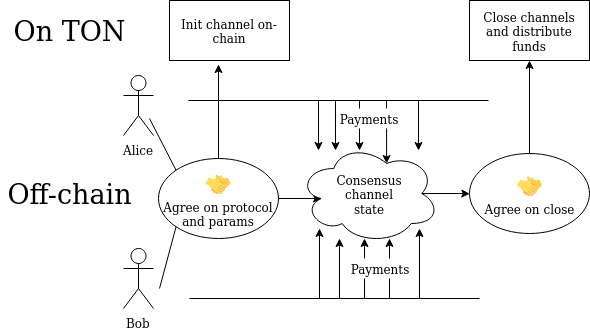 On TON
Init channel on-
chain
Close channels
and distribute
funds
Alice
Payments
Off-chain
Agree on protocol
and params
Consensus
channel
state
Agree on close
Payments
Bob